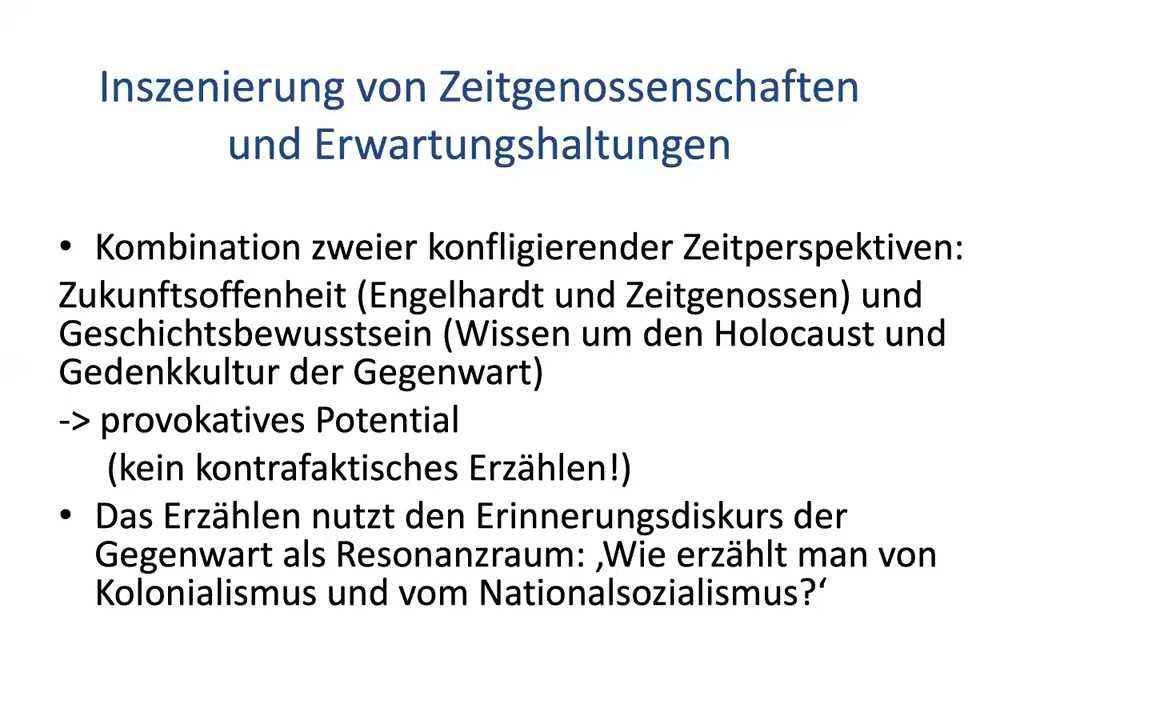 Inszenierung von Zeitgenossenschaften
und Erwartungshaltungen
• Kombination zweier konfligierender Zeitperspektiven:
Zukunftsoffenheit (Engelhardt und Zeitgenossen) und
Geschichtsbewusstsein (Wissen um den Holocaust und
Gedenkkultur der Gegenwart)
-> provokatives Potential
(kein kontrafaktisches Erzählen!)
• Das Erzählen nutzt den Erinnerungsdiskurs der
Gegenwart als Resonanzraum: ‚Wie erzählt man von
Kolonialismus und vom Nationalsozialismus?‘